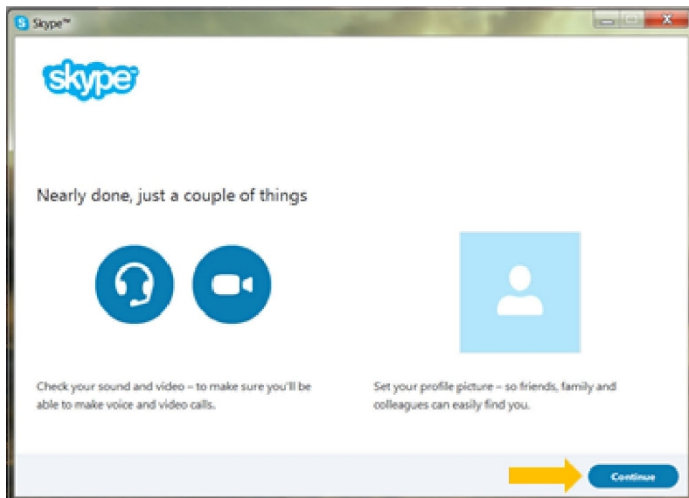 Skype™
skype™
Nearly done, just a couple of things
Check your sound and video – to make sure you'll be
able to make voice and video calls.
Set your profile picture – so friends, family and
colleagues can easily find you.
Continue